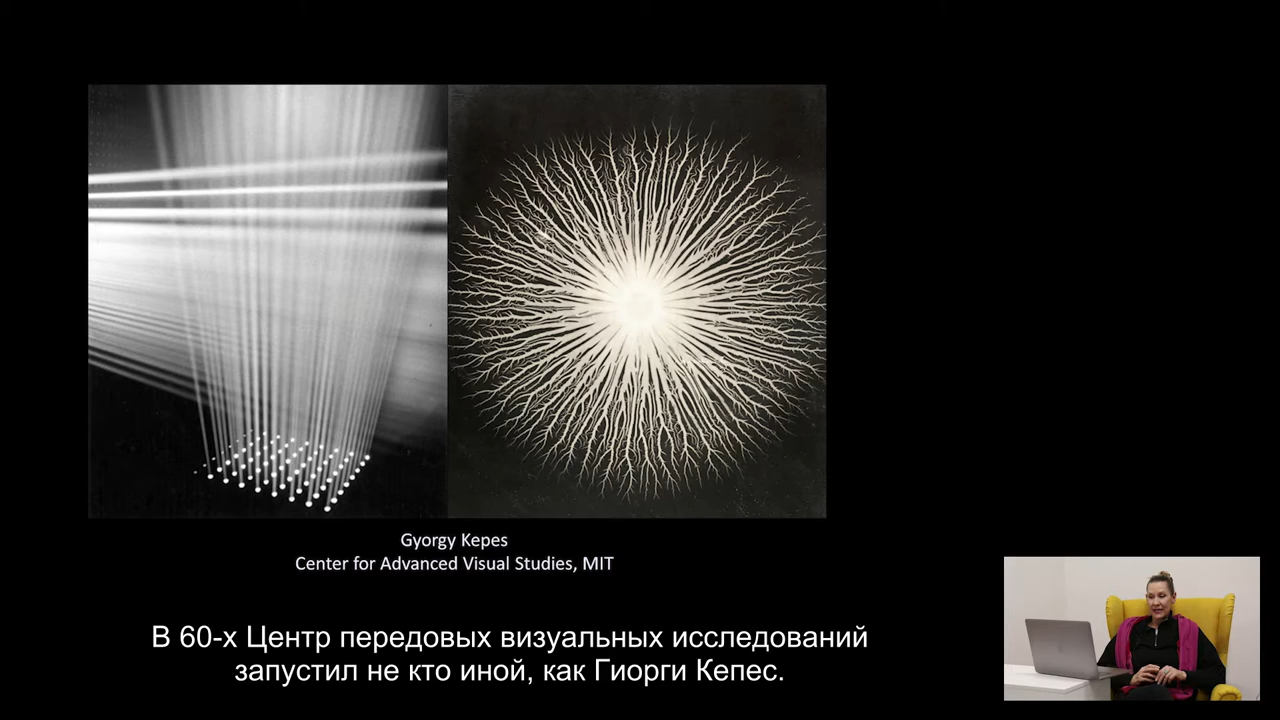 Gyorgy Kepes
Center for Advanced Visual Studies, MIT
В 60-х Центр передовых визуальных исследований
запустил не кто иной, как Гиорги Кепес.